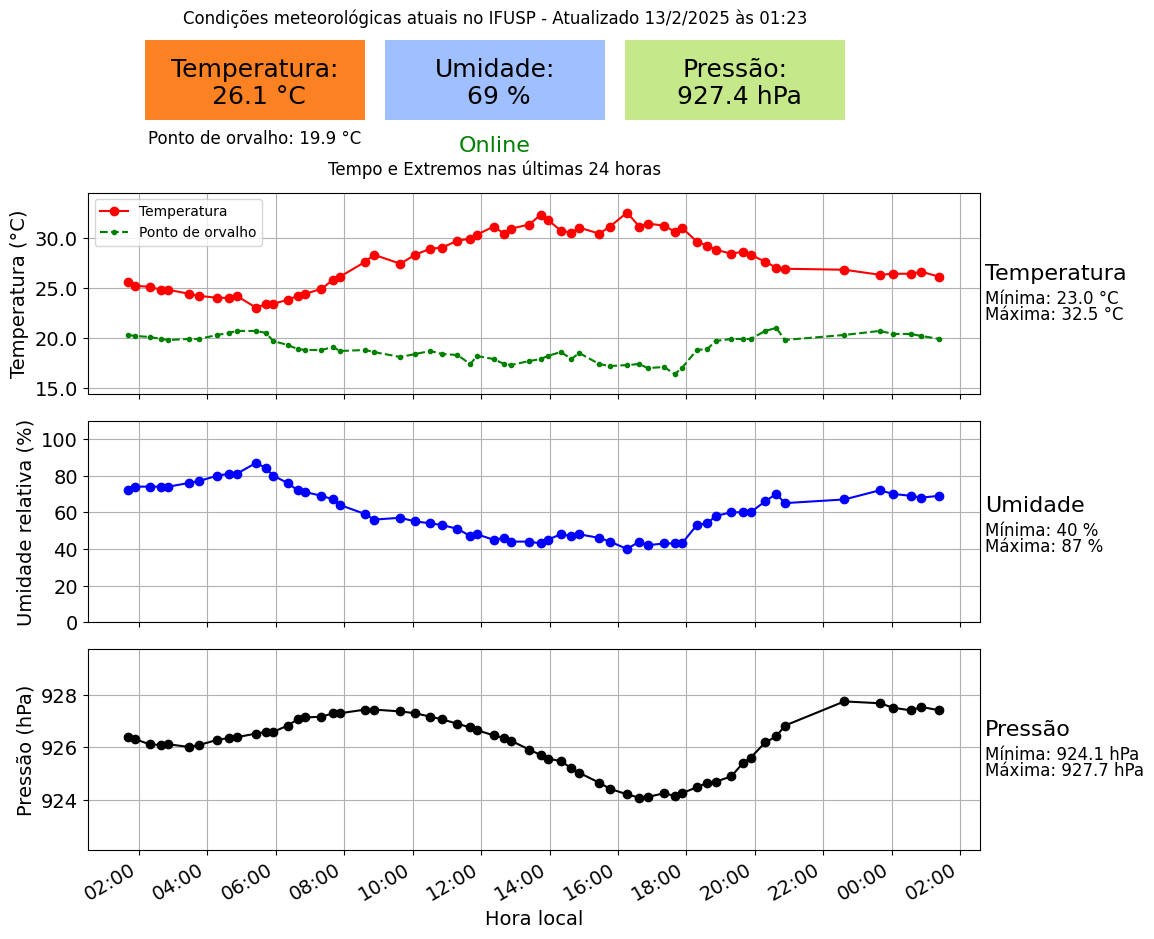 Condições meteorológicas atuais no IFUSP - Atualizado 13/2/2025 às 01:23
Temperatura:
26.1 °C
Umidade:
69 %
Pressão:
927.4 hPa
Ponto de orvalho: 19.9 °C
Online
Tempo e Extremos nas últimas 24 horas
Temperatura (°C)
30.0
25.0
20.0
15.0
Temperatura
Ponto de orvalho
Temperatura
Mínima: 23.0 °C
Máxima: 32.5 °C
Umidade relativa (%)
100
80
60
40
20
0
Umidade
Mínima: 40 %
Máxima: 87 %
Pressão (hPa)
928
926
924
Pressão
Mínima: 924.1 hPa
Máxima: 927.7 hPa
02:00 04:00 06:00 08:00 10:00 12:00 14:00 16:00 18:00 20:00 22:00 00:00 02:00
Hora local